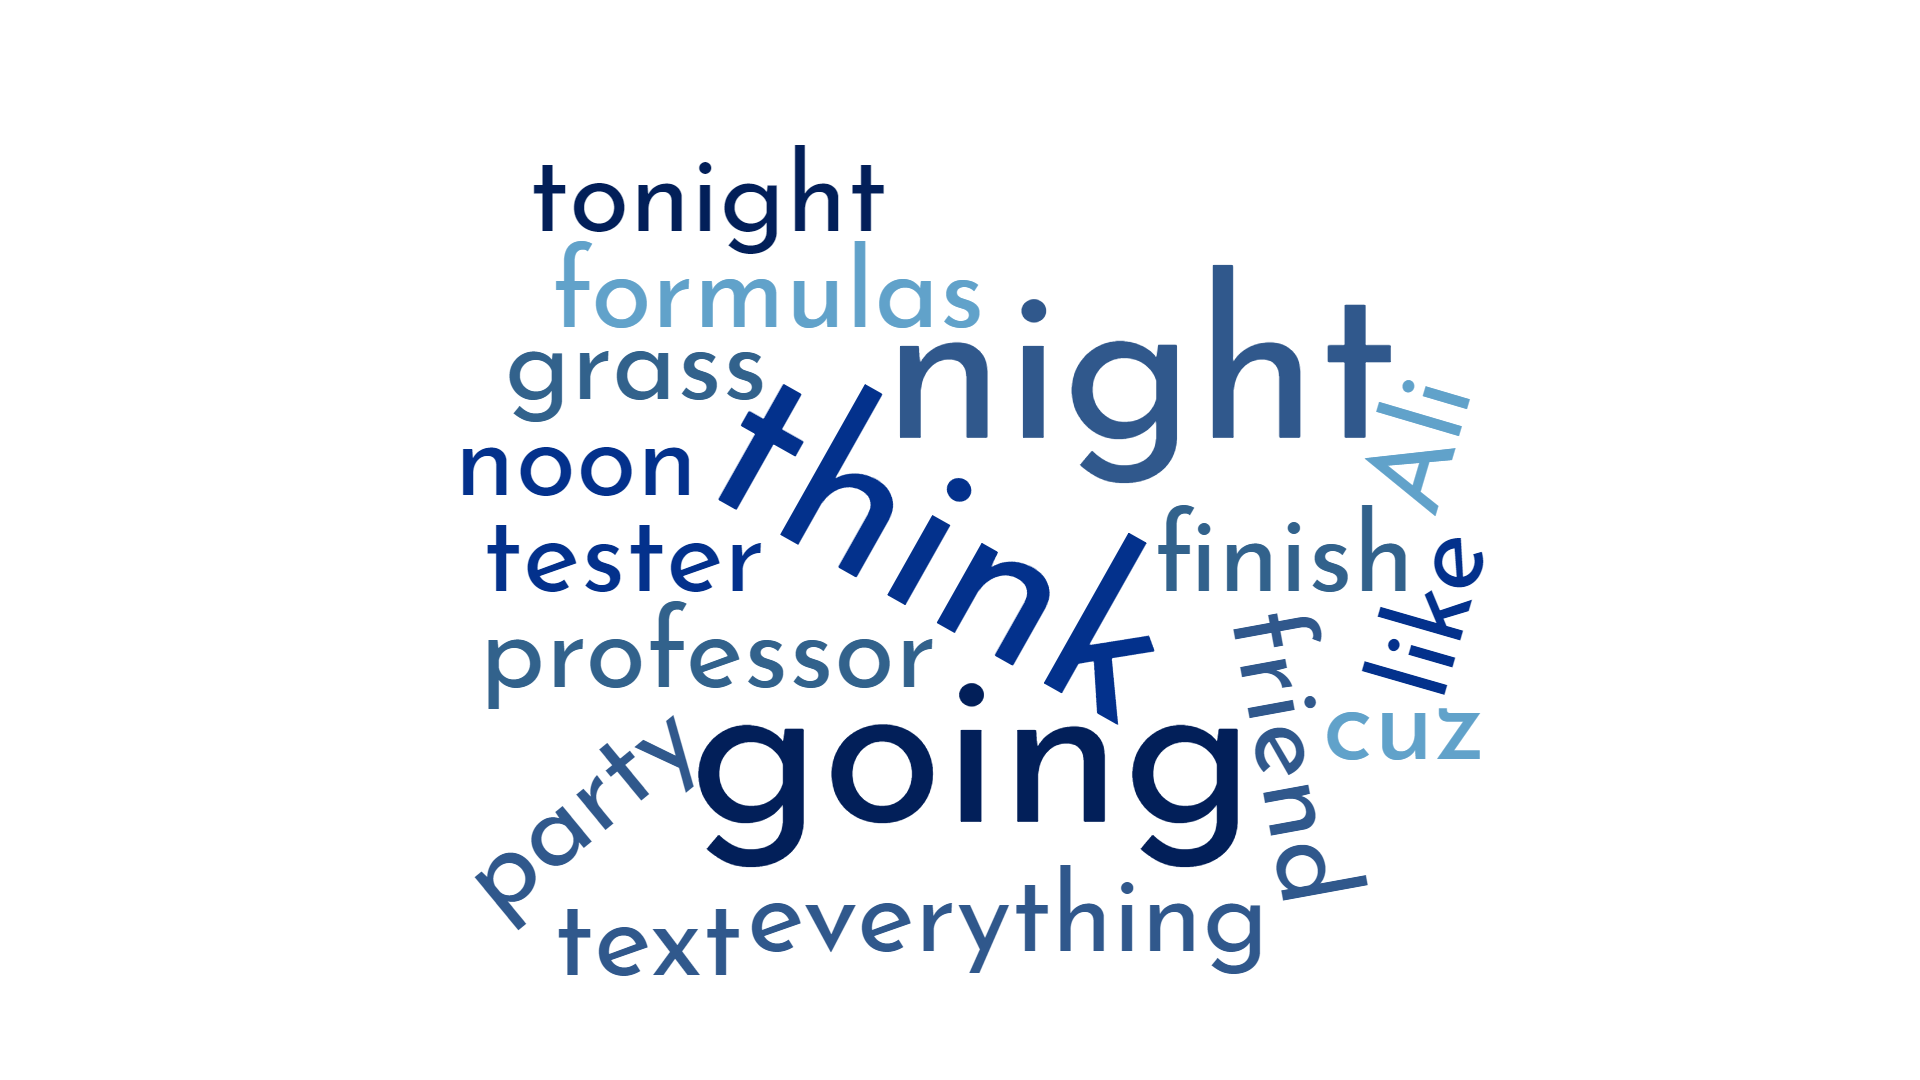 tonight
formulas
night
grass
think
Ali
noon
finish
tester
like
professor
friend
cuz
going
party
everything
text